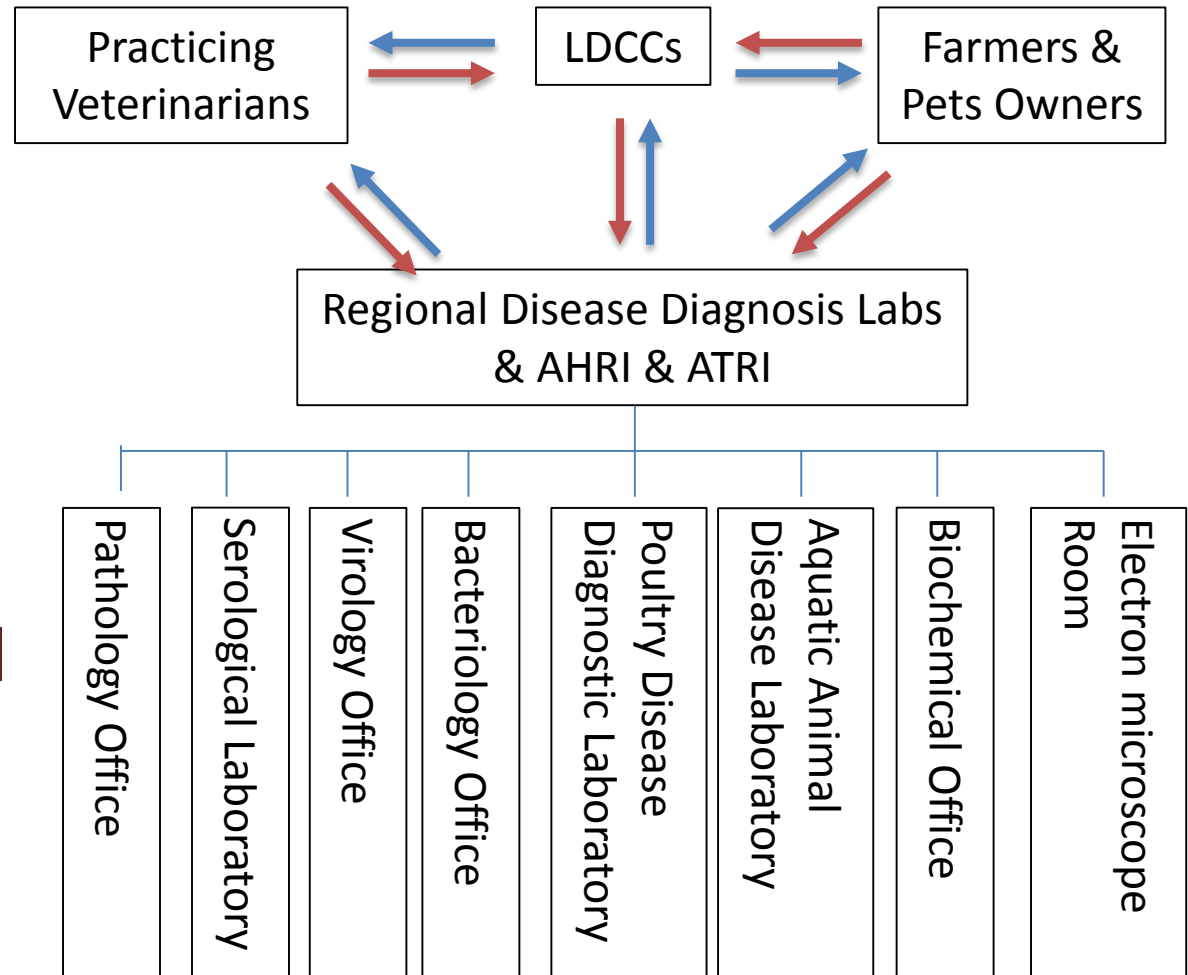 Practicing
Veterinarians
LDCCs
Farmers &
Pets Owners
Regional Disease Diagnosis Labs
& AHRI & ATRI
Pathology Office
Serological Laboratory
Virology Office
Bacteriology Office
Poultry Disease
Diagnostic Laboratory
Aquatic Animal
Disease Laboratory
Biochemical Office
Electron microscope
Room